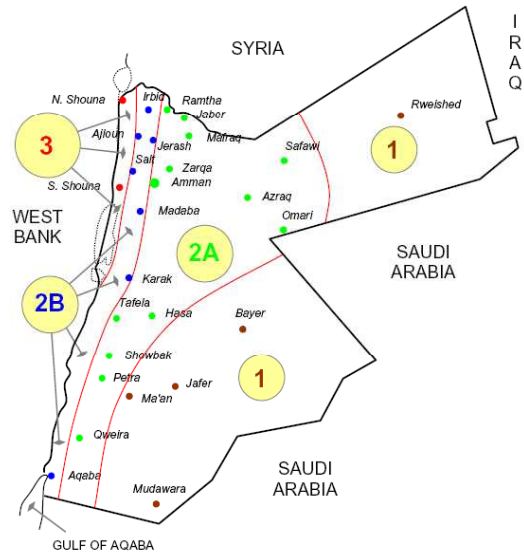 SYRIA
I
R
A
Q
N. Shouna
Irbid
Ramtha
Jabor
Rweished
Ajloun
Jerash
Mafraq
3
Salt
Zarqa
Safawi
1
S. Shouna
Amman
Azraq
WEST
BANK
Madaba
Omari
2A
SAUDI
ARABIA
2B
Karak
Tafela
Hasa
Bayer
Showbek
Petra
Jafer
1
Ma'an
Qweira
Aqaba
SAUDI
ARABIA
Mudawara
GULF OF AQABA